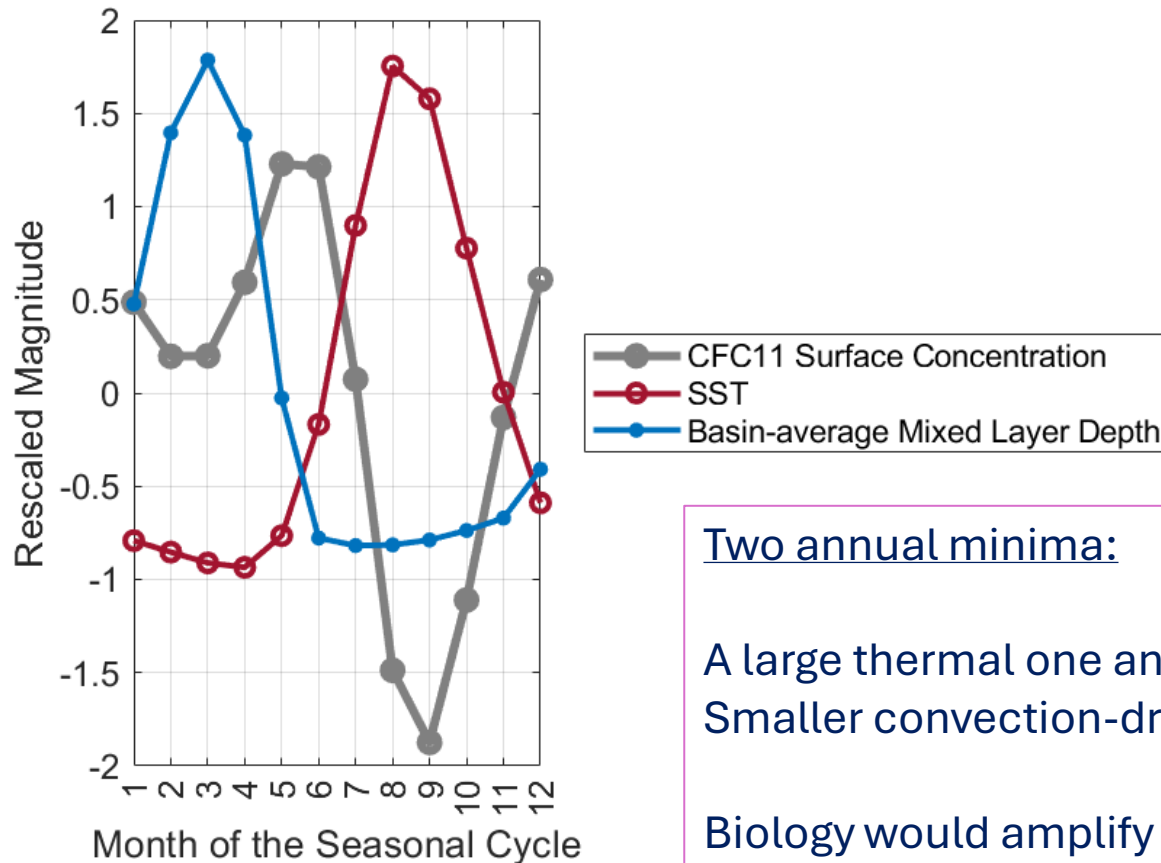 2
1.5
1
0.5
0
-0.5
-1
-1.5
-2
Rescaled Magnitude
1 2 3 4 5 6 7 8 9 10 11 12
Month of the Seasonal Cycle
CFC11 Surface Concentration
SST
Basin-average Mixed Layer Depth
Two annual minima:
A large thermal one an
Smaller convection-dr
Biology would amplify